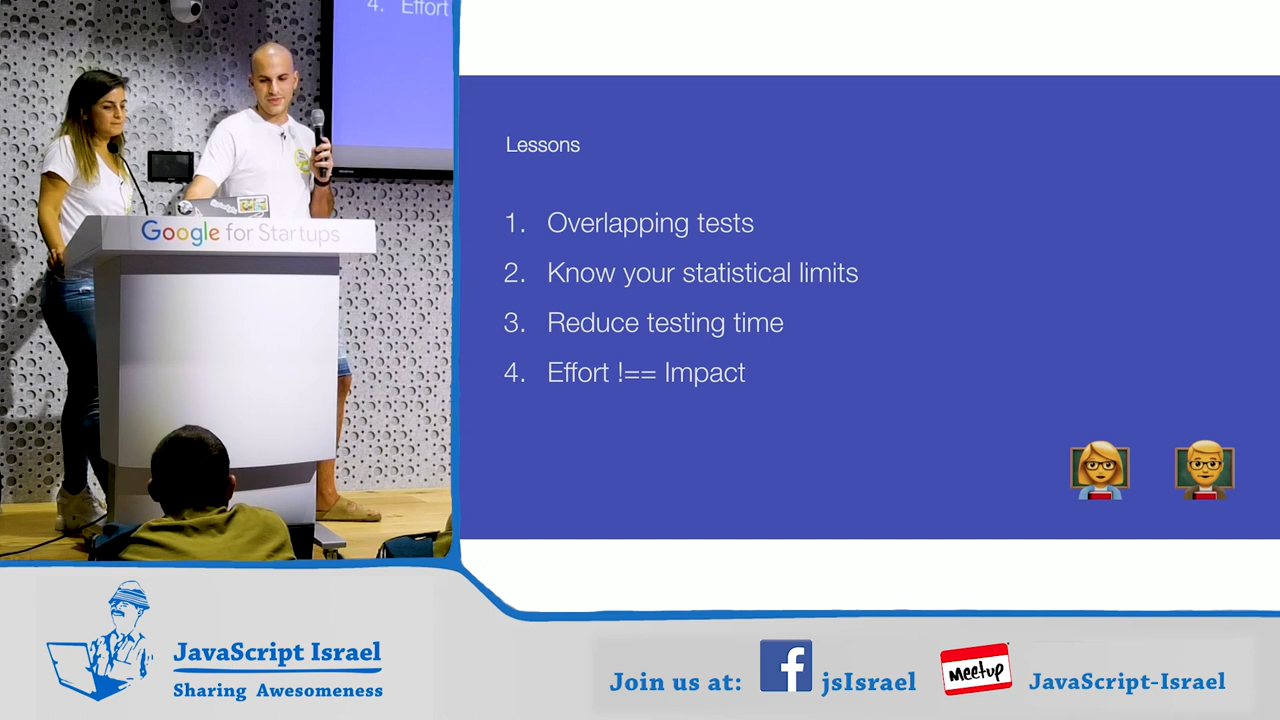 4. Effort
Google for Startups
Lessons
1. Overlapping tests
2. Know your statistical limits
3. Reduce testing time
4. Effort !== Impact
JavaScript Israel
Sharing Awesomeness
Join us at:
f
jsIsrael
Meetup
JavaScript-Israel